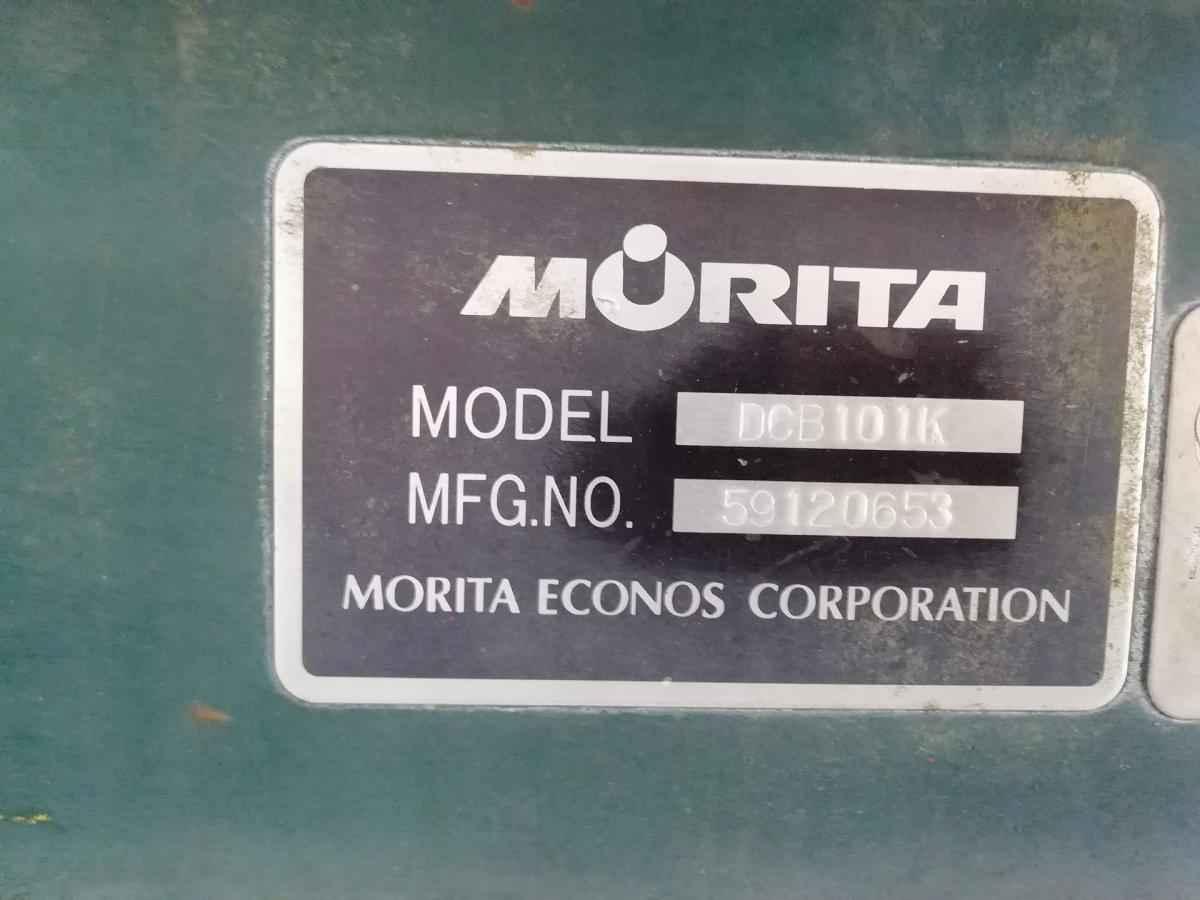 MORITA
MODEL DCB101K
MFG.NO. 59120653
MORITA ECONOS CORPORATION